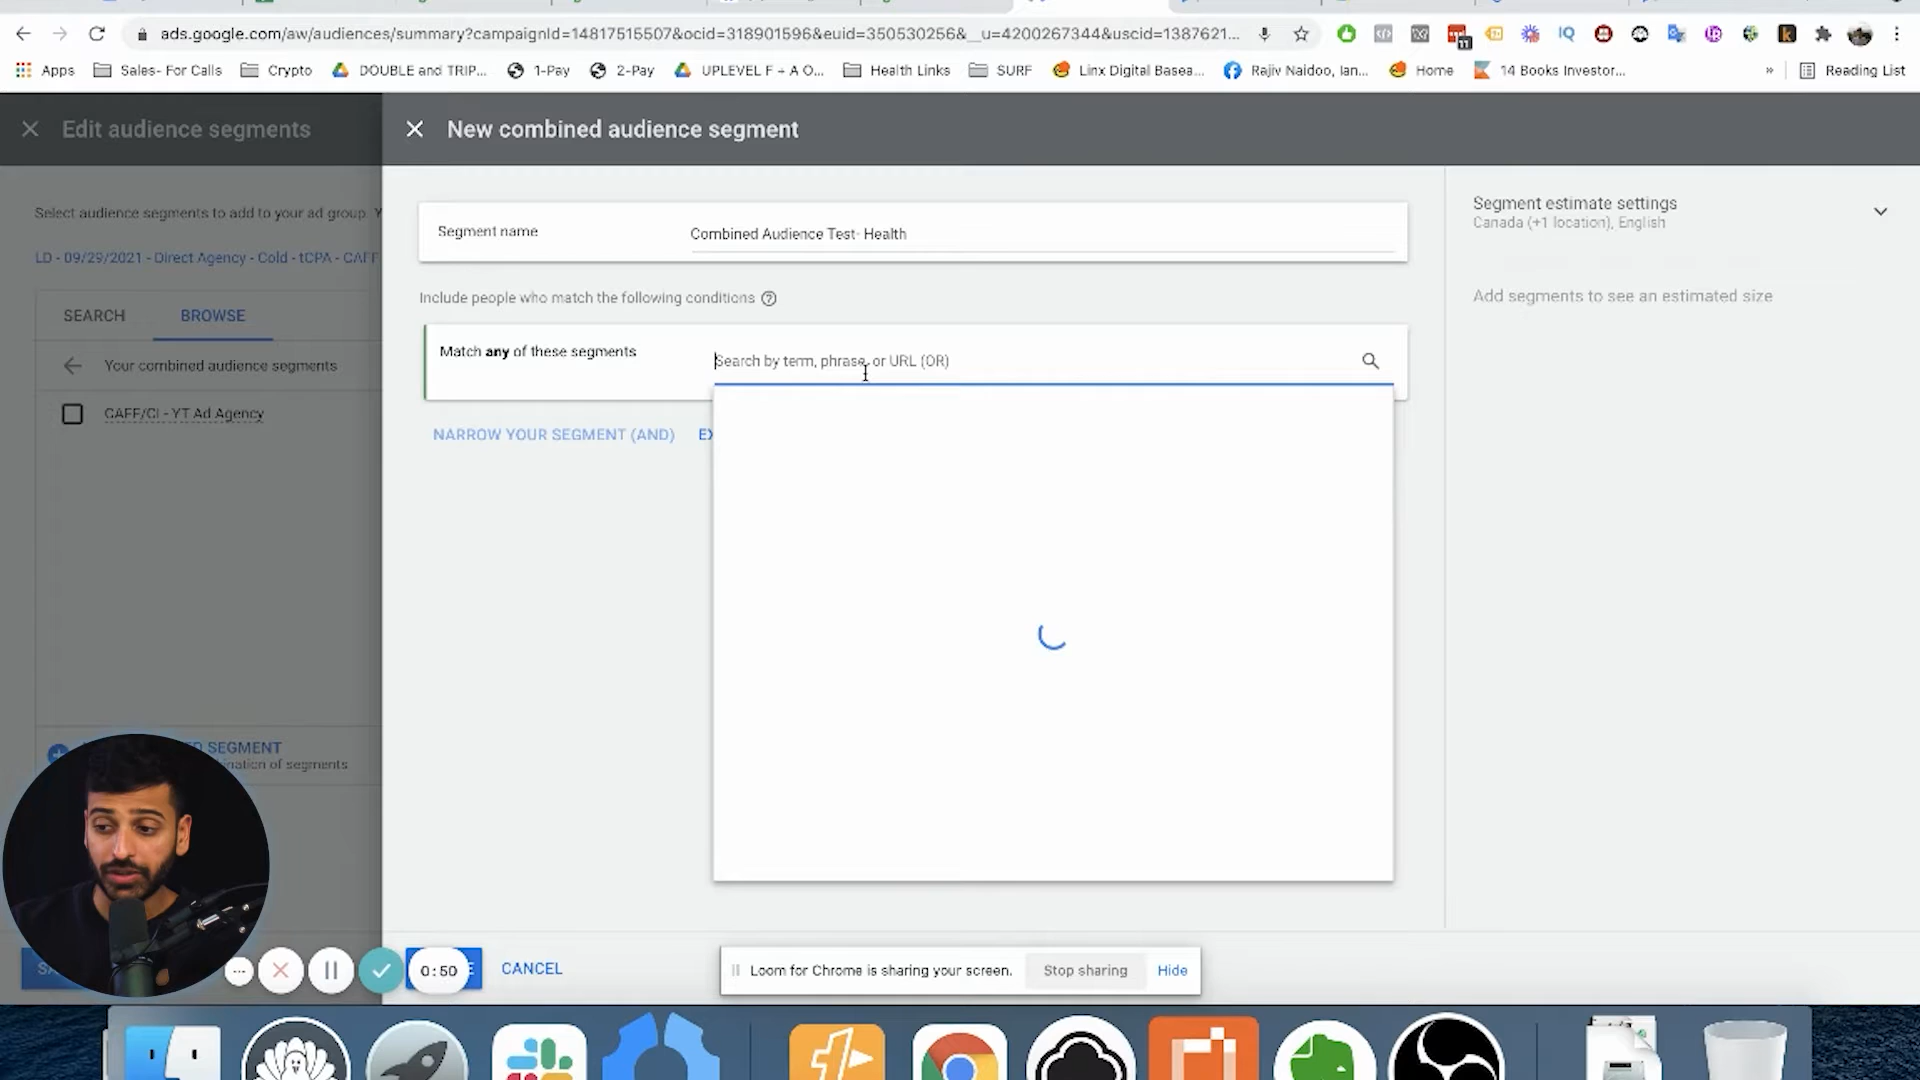 ads.google.com/aw/audiences/summary?campaignId=14817515507&ocid=318901596&euid=350530256&__u=4200267344&uscid=1387621...
11
Apps
Sales- For Calls
Crypto
DOUBLE and TRIP...
1-Pay
2-Pay
UPLEVEL F + A O...
Health Links
SURF
Linx Digital Basea...
Rajiv Naidoo, Ian...
Home
14 Books Investor...
»
Reading List
Edit audience segments
New combined audience segment
Select audience segments to add to your ad group. Y
LD - 09/29/2021 - Direct Agency - Cold - tCPA - CAFF
SEARCH
BROWSE
Your combined audience segments
CAFF/CI - YT Ad Agency
O SEGMENT
ination of segments
Segment name
Combined Audience Test- Health
Include people who match the following conditions
Match any of these segments
Search by term, phrase, or URL (OR)
NARROW YOUR SEGMENT (AND)
EX
Segment estimate settings
Canada (+1 location), English
Add segments to see an estimated size
0:50
CANCEL
Loom for Chrome is sharing your screen.
Stop sharing
Hide